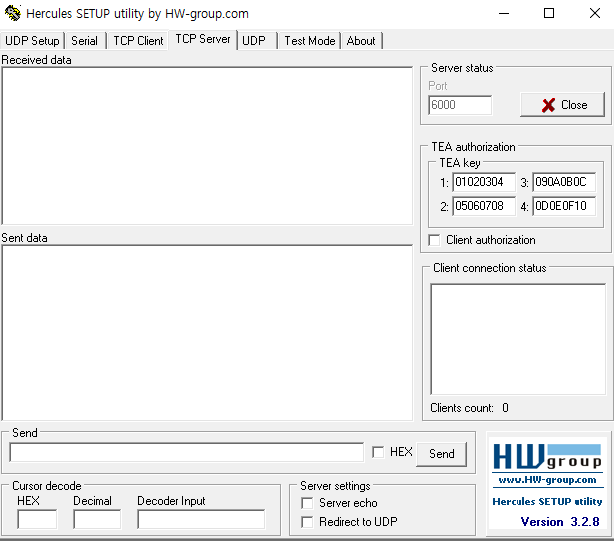 Hercules SETUP utility by HW-group.com
UDP Setup Serial TCP Client TCP Server UDP Test Mode About
Received data
Sent data
Server status
Port
6000
Close
TEA authorization
TEA key
1: 01020304 3: 090A0B0C
2: 05060708 4: 0D0E0F10
Client authorization
Client connection status
Clients count: 0
Send
HEX Send
Cursor decode
HEX Decimal Decoder Input
Server settings
Server echo
Redirect to UDP
HW group
www.HW-group.com
Hercules SETUP utility
Version 3.2.8